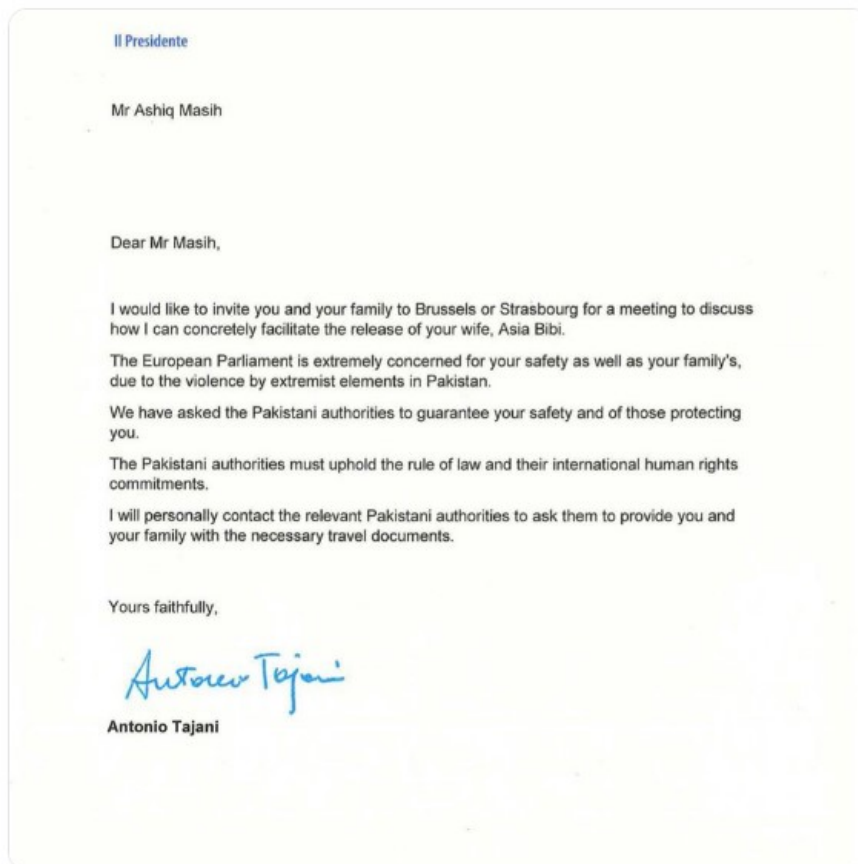 Il Presidente
Mr Ashiq Masih
Dear Mr Masih,
I would like to invite you and your family to Brussels or Strasbourg for a meeting to discuss
how I can concretely facilitate the release of your wife, Asia Bibi.
The European Parliament is extremely concerned for your safety as well as your family's,
due to the violence by extremist elements in Pakistan.
We have asked the Pakistani authorities to guarantee your safety and of those protecting
you.
The Pakistani authorities must uphold the rule of law and their international human rights
commitments.
I will personally contact the relevant Pakistani authorities to ask them to provide you and
your family with the necessary travel documents.
Yours faithfully,
Antonio Tajani
Antonio Tajani